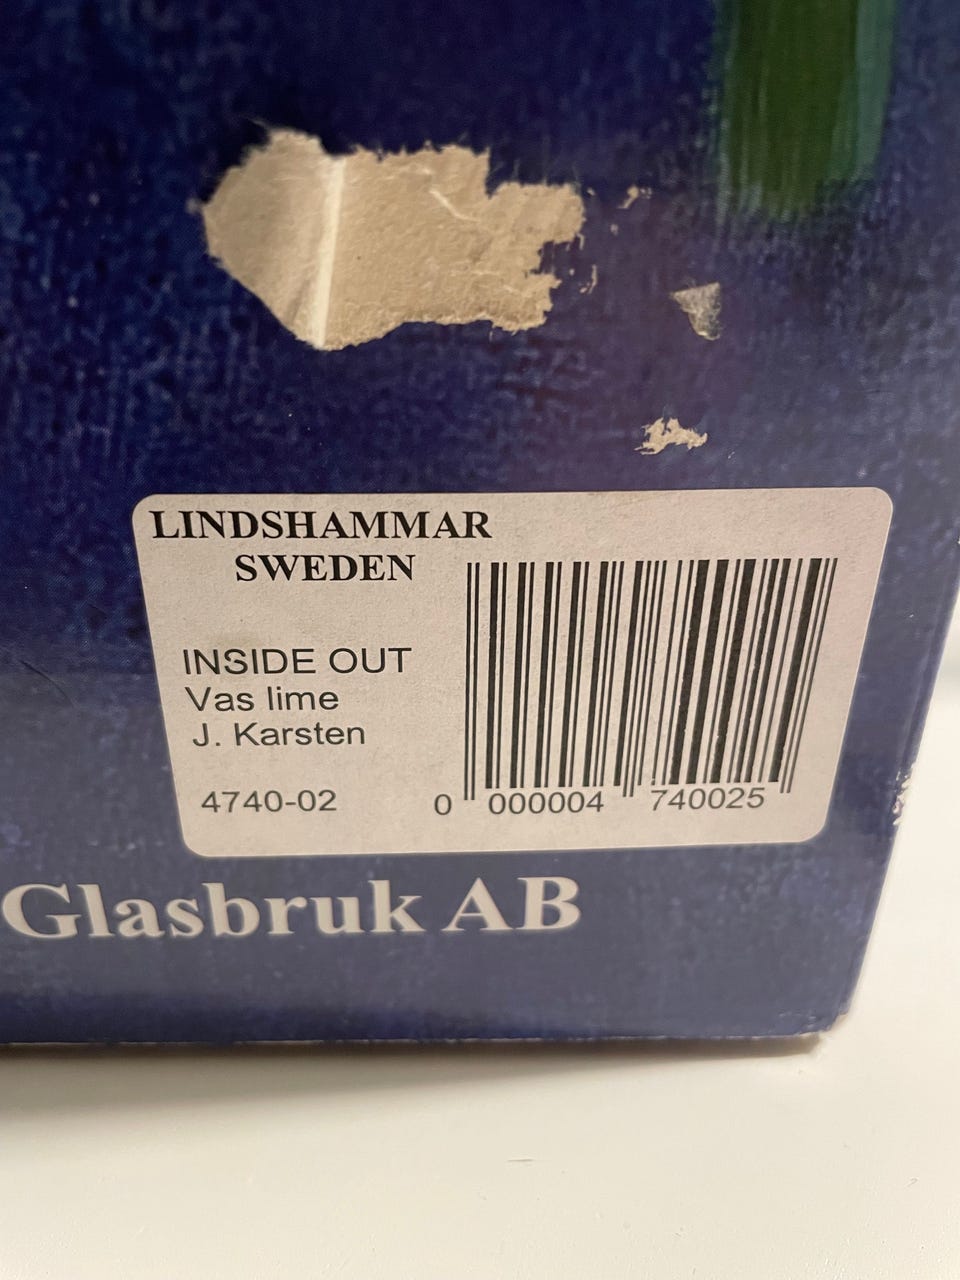 LINDSHAMMAR
SWEDEN
INSIDE OUT
Vas lime
J. Karsten
4740-02
0 000004 740025
Glasbruk AB